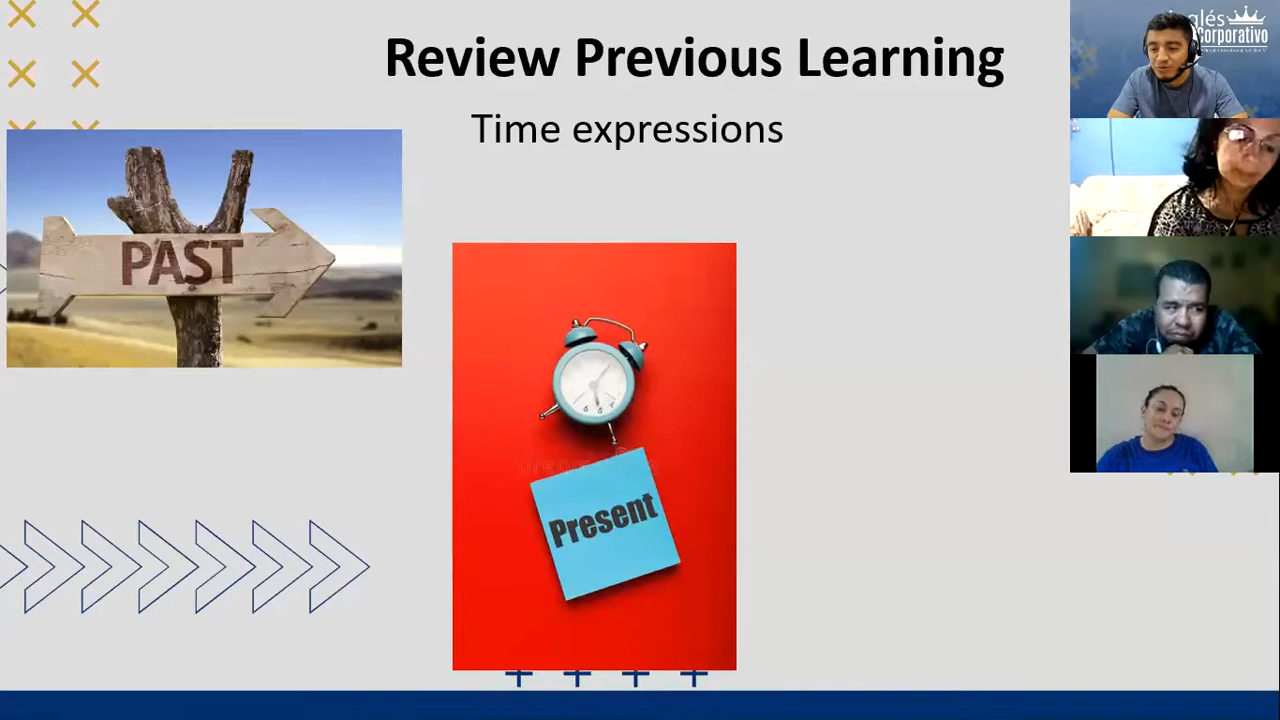 Review Previous Learning
Time expressions
PAST
Present
Inglés
Corporativo